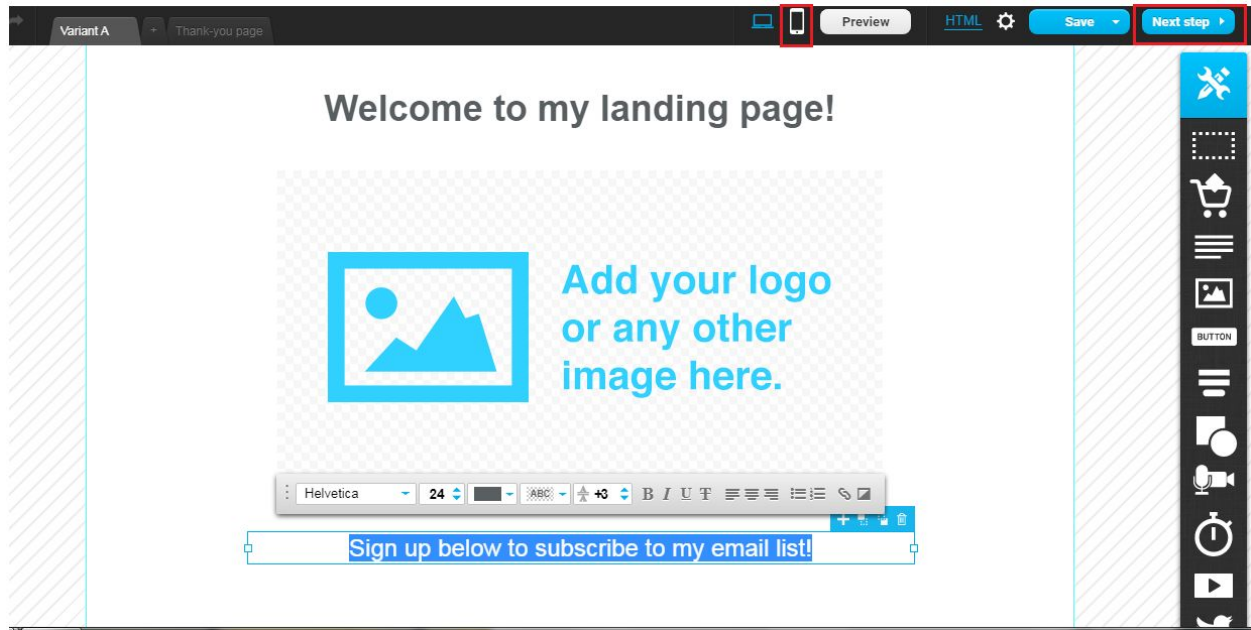 Variant A + Thank-you page Preview HTML Save Next step
Welcome to my landing page!
Add your logo
or any other
image here.
BUTTON
Helvetica 24 ABC +3 B I U T
Sign up below to subscribe to my email list!